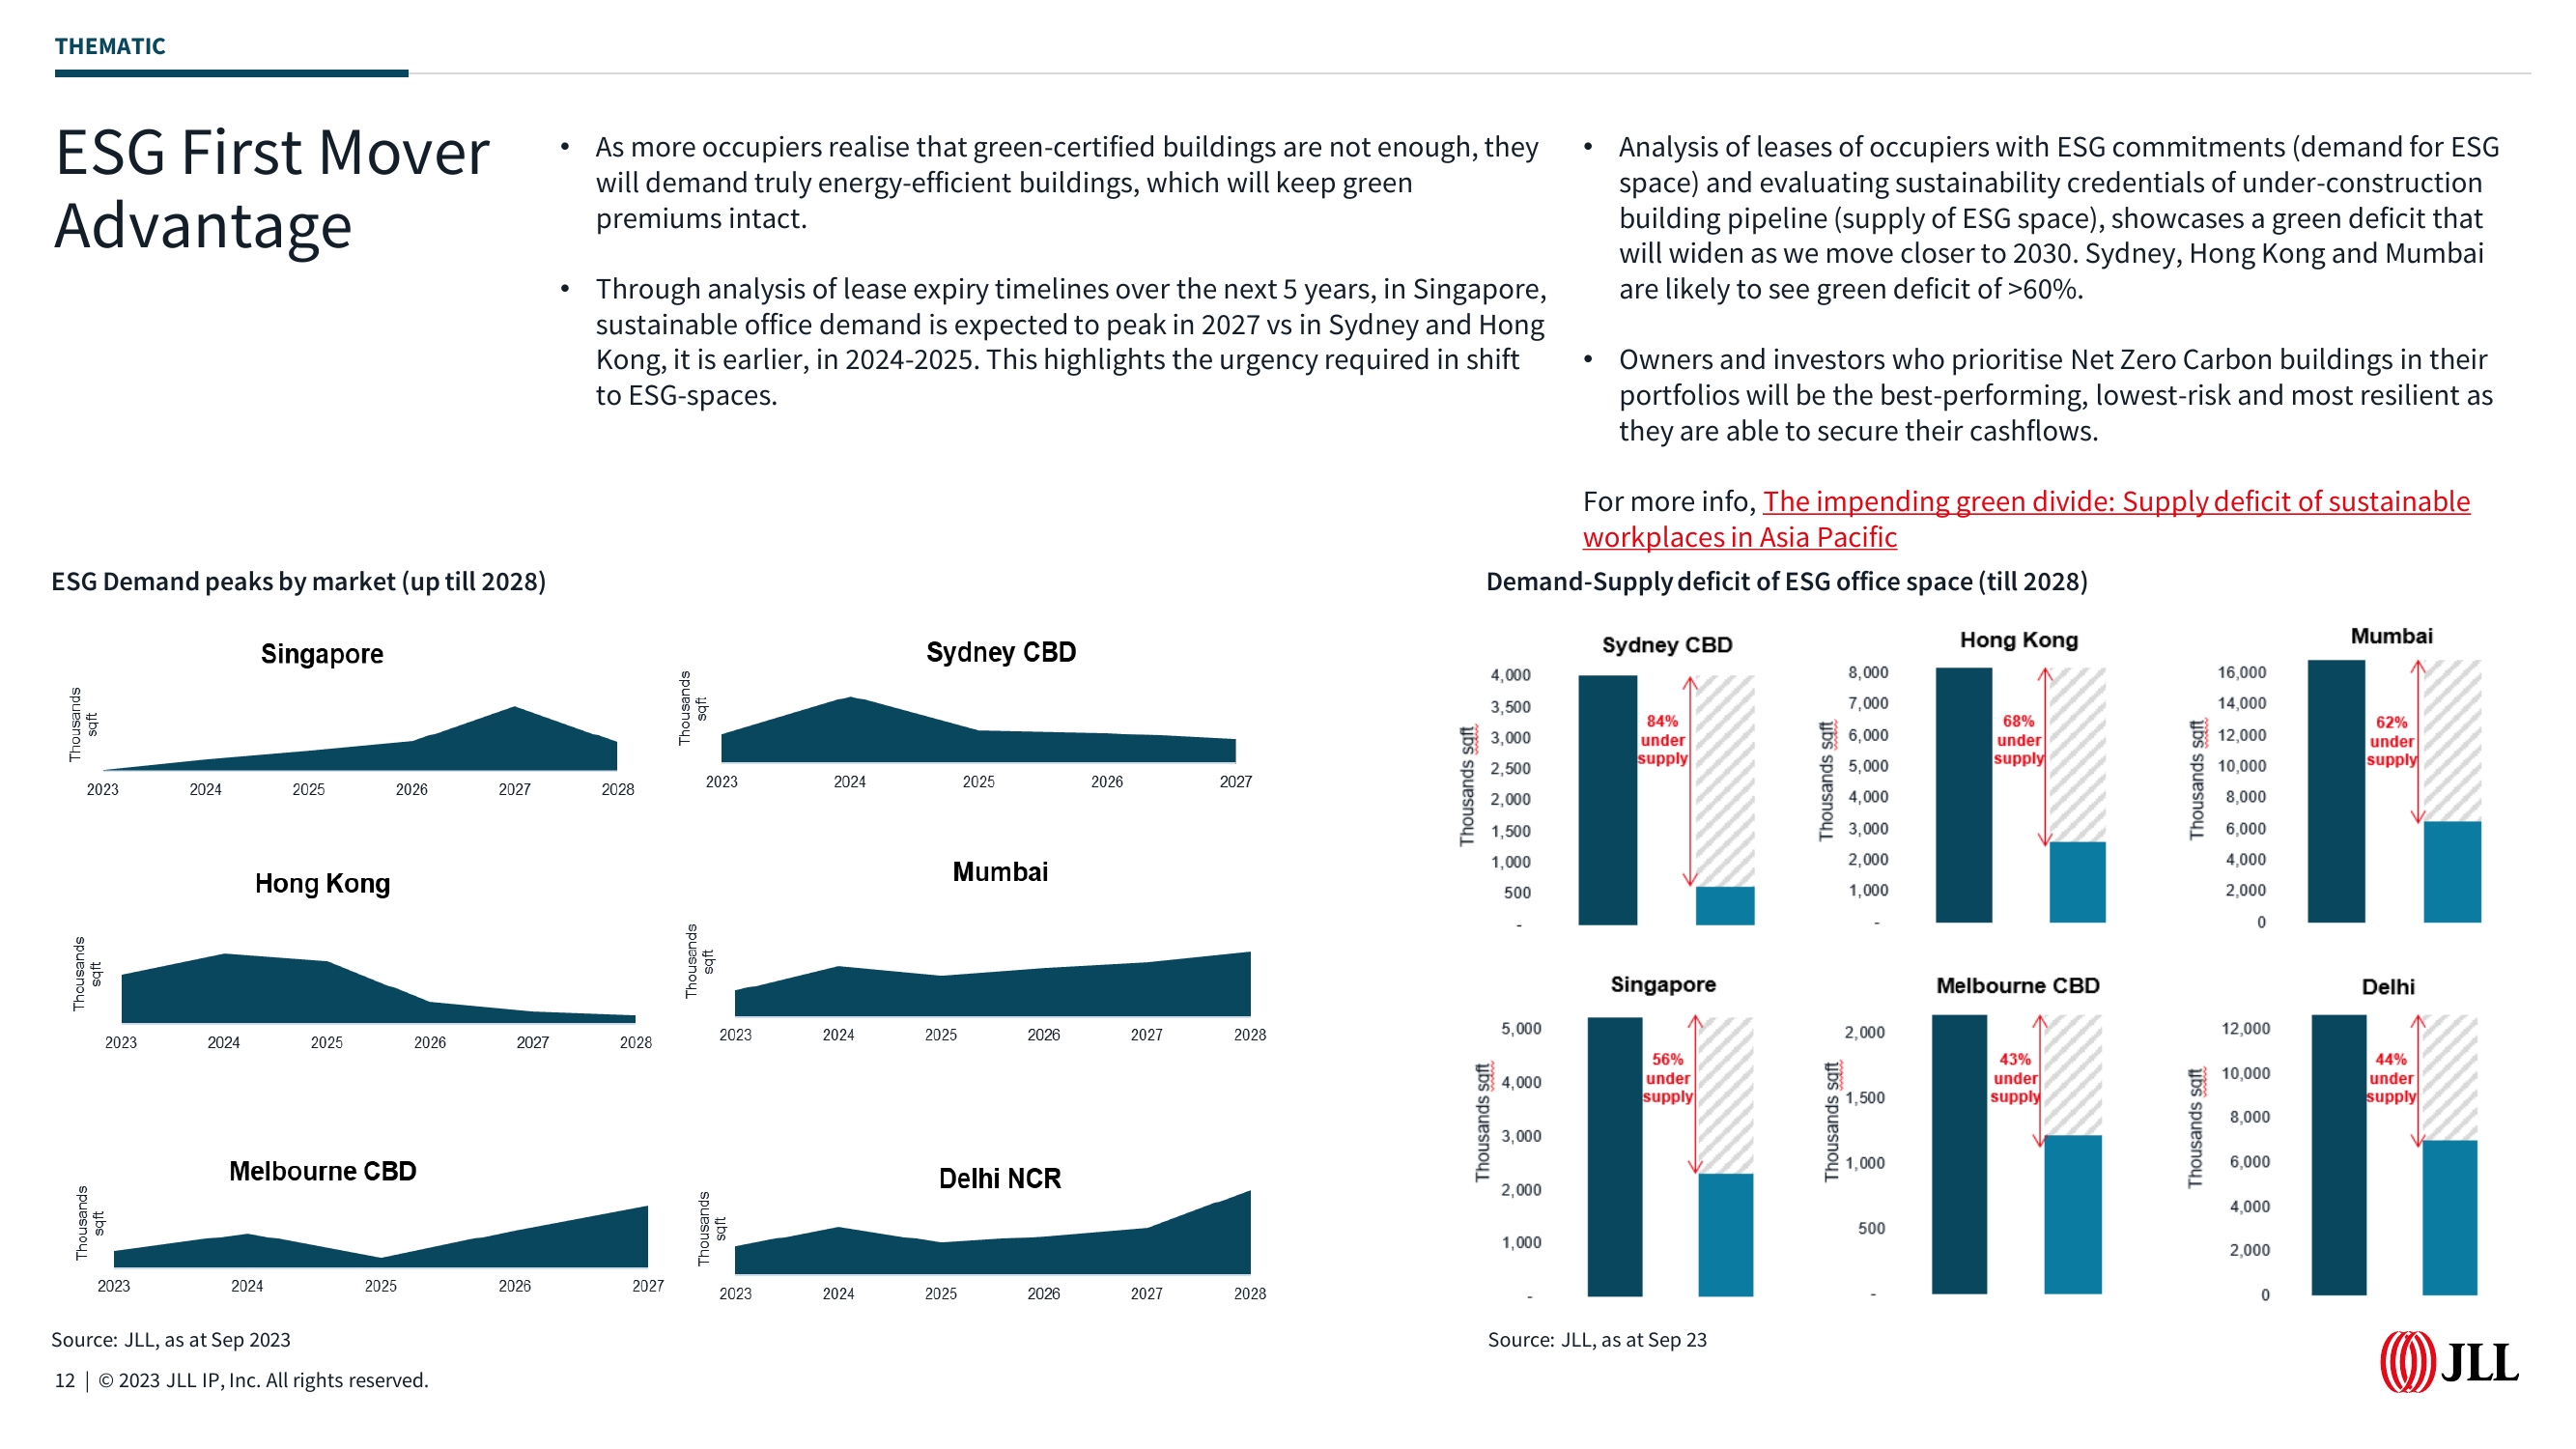 THEMATIC
ESG First Mover
Advantage
• As more occupiers realise that green-certified buildings are not enough, they
will demand truly energy-efficient buildings, which will keep green
premiums intact.
• Through analysis of lease expiry timelines over the next 5 years, in Singapore,
sustainable office demand is expected to peak in 2027 vs in Sydney and Hong
Kong, it is earlier, in 2024-2025. This highlights the urgency required in shift
to ESG-spaces.
• Analysis of leases of occupiers with ESG commitments (demand for ESG
space) and evaluating sustainability credentials of under-construction
building pipeline (supply of ESG space), showcases a green deficit that
will widen as we move closer to 2030. Sydney, Hong Kong and Mumbai
are likely to see green deficit of >60%.
• Owners and investors who prioritise Net Zero Carbon buildings in their
portfolios will be the best-performing, lowest-risk and most resilient as
they are able to secure their cashflows.
For more info, The impending green divide: Supply deficit of sustainable
workplaces in Asia Pacific
ESG Demand peaks by market (up till 2028)
Singapore
Thousands
sqft
2023 2024 2025 2026 2027 2028
Sydney CBD
Thousands
sqft
2023 2024 2025 2026 2027
Hong Kong
Thousands
sqft
2023 2024 2025 2026 2027 2028
Mumbai
Thousands
sqft
2023 2024 2025 2026 2027 2028
Melbourne CBD
Thousands
sqft
2023 2024 2025 2026 2027
Delhi NCR
Thousands
sqft
2023 2024 2025 2026 2027 2028
Source: JLL, as at Sep 2023
Demand-Supply deficit of ESG office space (till 2028)
Sydney CBD
Thousands sqft
4,000
3,500
3,000
2,500
2,000
1,500
1,000
500
-
84%
under
supply
Hong Kong
Thousands sqft
8,000
7,000
6,000
5,000
4,000
3,000
2,000
1,000
-
68%
under
supply
Mumbai
Thousands sqft
16,000
14,000
12,000
10,000
8,000
6,000
4,000
2,000
0
62%
under
supply
Singapore
Thousands sqft
5,000
4,000
3,000
2,000
1,000
-
56%
under
supply
Melbourne CBD
Thousands sqft
2,000
1,500
1,000
500
-
43%
under
supply
Delhi
Thousands sqft
12,000
10,000
8,000
6,000
4,000
2,000
0
44%
under
supply
Source: JLL, as at Sep 23
12 | © 2023 JLL IP, Inc. All rights reserved.
JLL